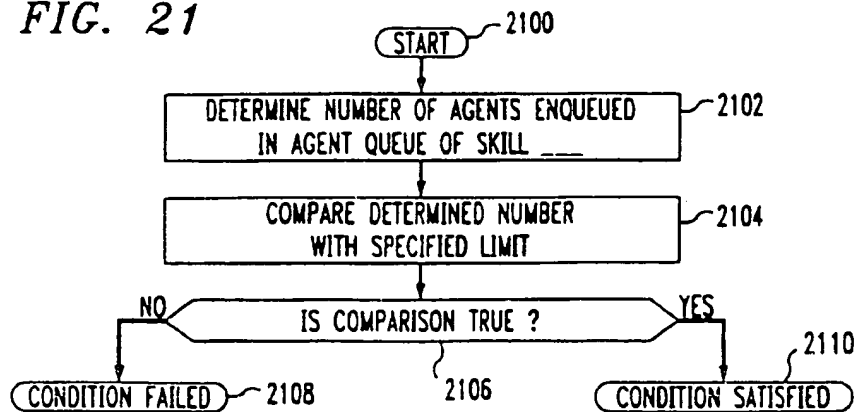 FIG. 21
START 2100
DETERMINE NUMBER OF AGENTS ENQUEUED
IN AGENT QUEUE OF SKILL ___ 2102
COMPARE DETERMINED NUMBER
WITH SPECIFIED LIMIT 2104
NO IS COMPARISON TRUE ? YES
2106
CONDITION FAILED 2108
CONDITION SATISFIED 2110